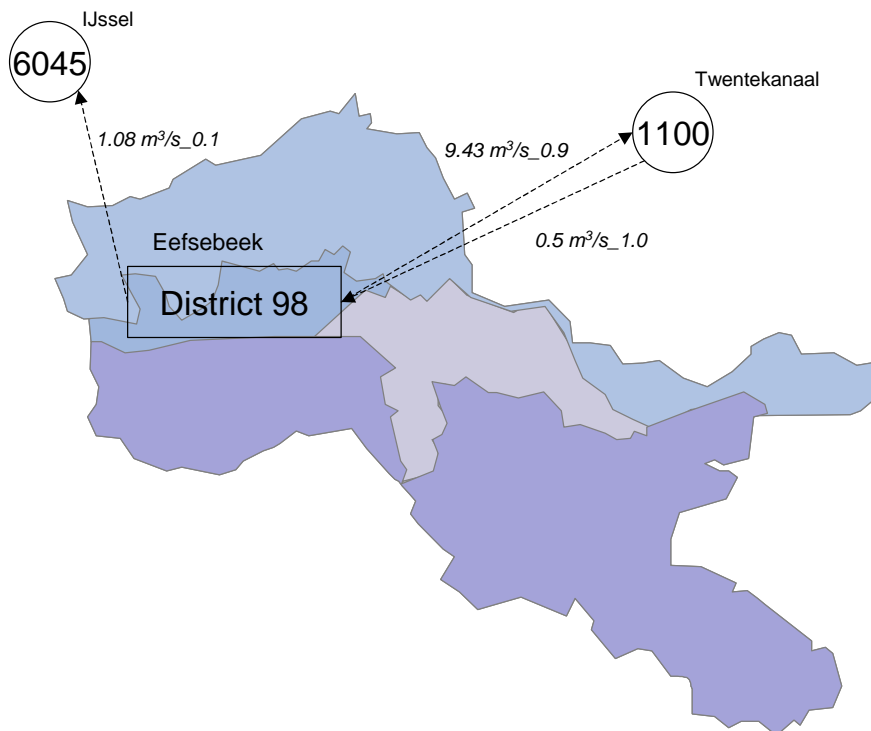 IJssel
6045
Twentekanaal
1100
1.08 m³/s_0.1
9.43 m³/s_0.9
0.5 m³/s_1.0
Eefsebeek
District 98